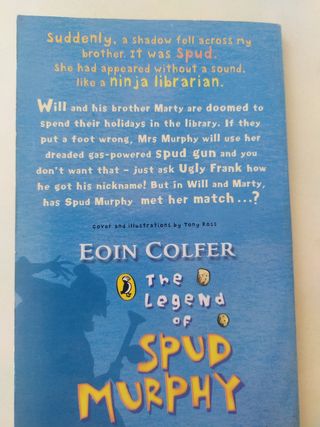 Suddenly, a shadow fell across my
brother. IT was Spud.
She had appeared without a sound.
like a ninja librarian.
Will and his brother Marty are doomed to
spend their holidays in the library. If they
put a foot wrong, Mrs Murphy will use her
dreaded gas-powered spud gun and you
don't want that – just ask Ugly Frank how
he got his nickname! But in Will and Marty,
has Spud Murphy met her match...?
Cover and illustrations by Tony Ross
EOIN COLFER
The
Legend
of
SPUD
MURPHY